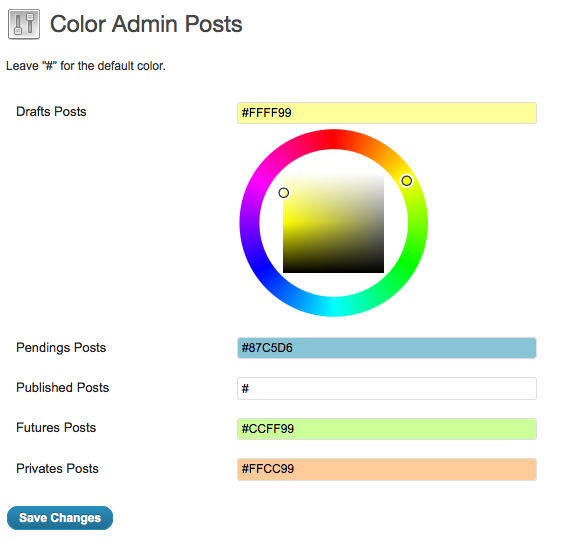 Color Admin Posts
Leave "#" for the default color.
Drafts Posts #FFFF99
Pendings Posts #87C5D6
Published Posts #
Futures Posts #CCFF99
Privates Posts #FFCC99
Save Changes